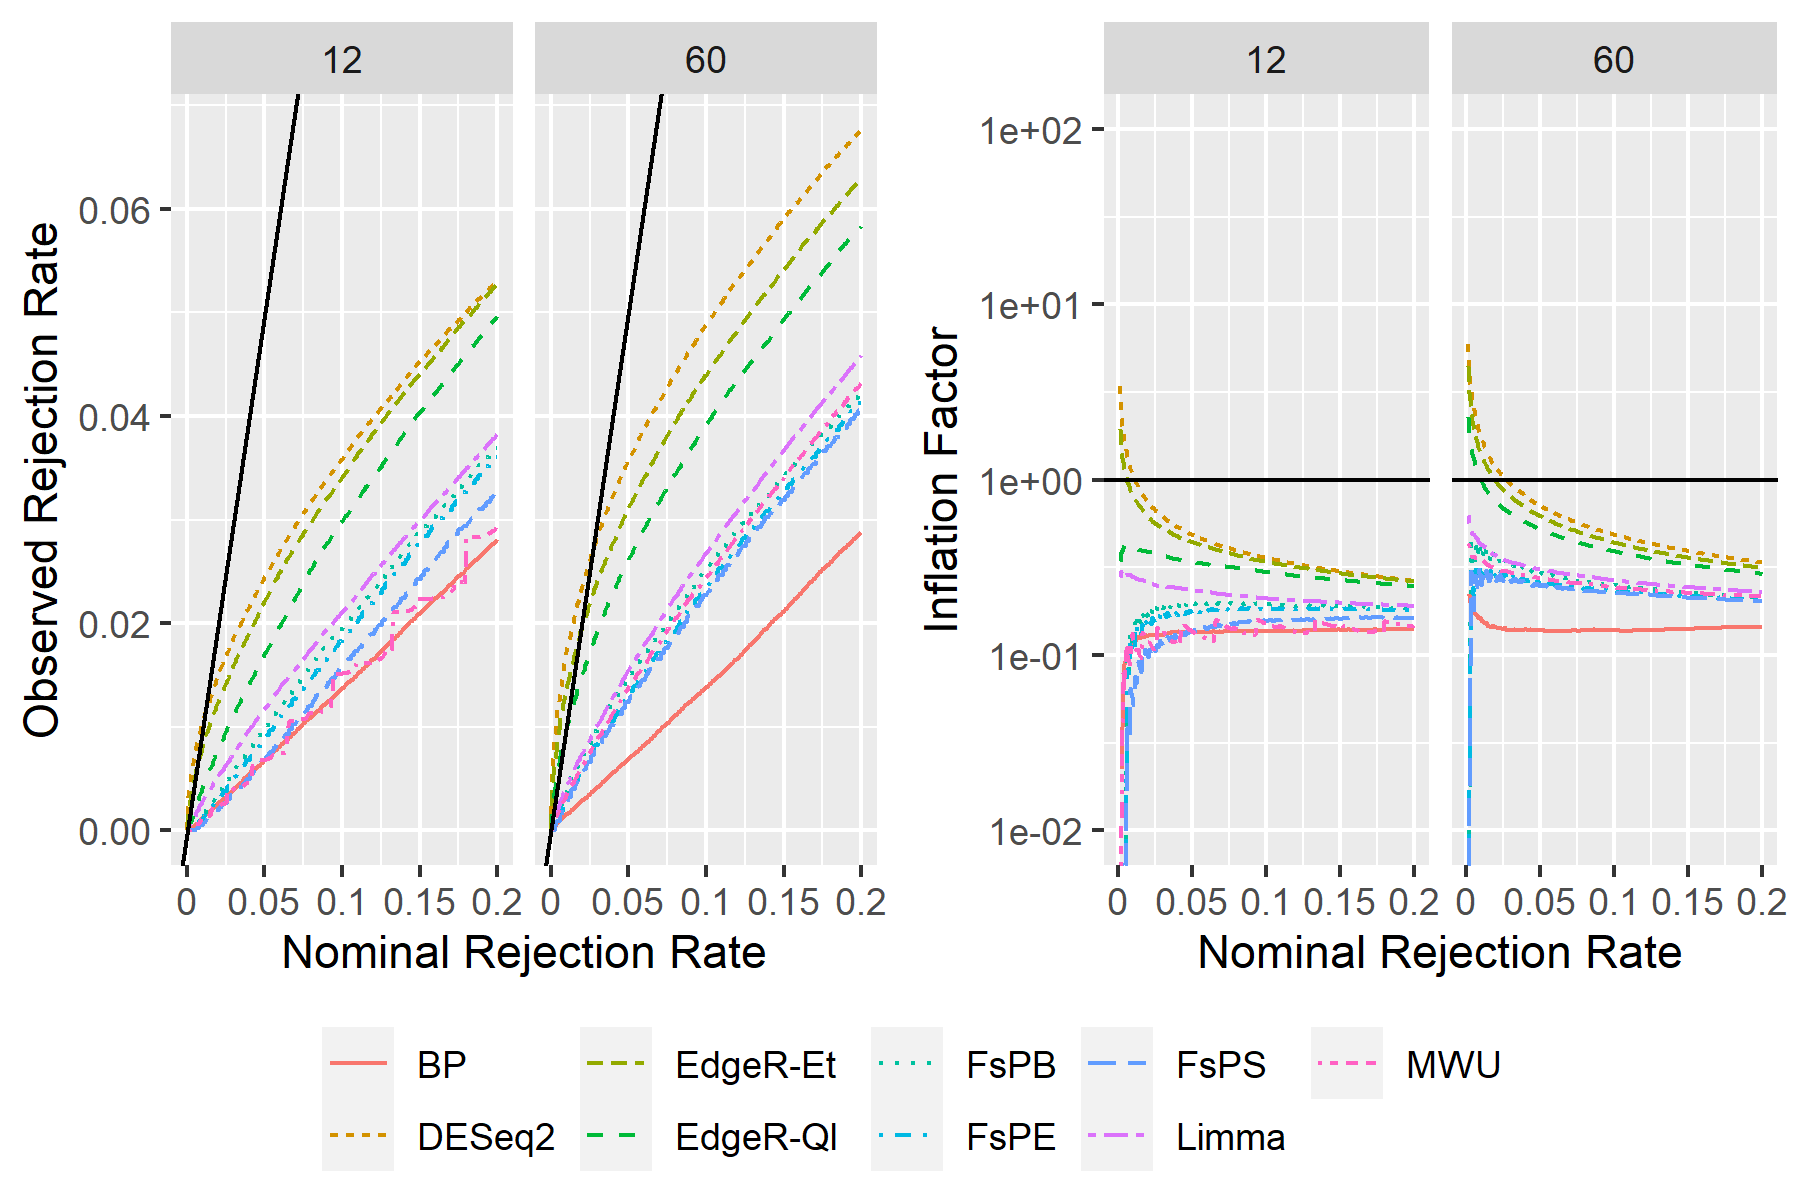 12 60
12 60
Observed Rejection Rate
0.06
0.04
0.02
0.00
0 0.05 0.1 0.15 0.2
0 0.05 0.1 0.15 0.2
Nominal Rejection Rate
Inflation Factor
1e+02
1e+01
1e+00
1e-01
1e-02
0 0.05 0.1 0.15 0.2
0 0.05 0.1 0.15 0.2
Nominal Rejection Rate
BP EdgeR-Et FsPB FsPS MWU
DESeq2 EdgeR-Ql FsPE Limma